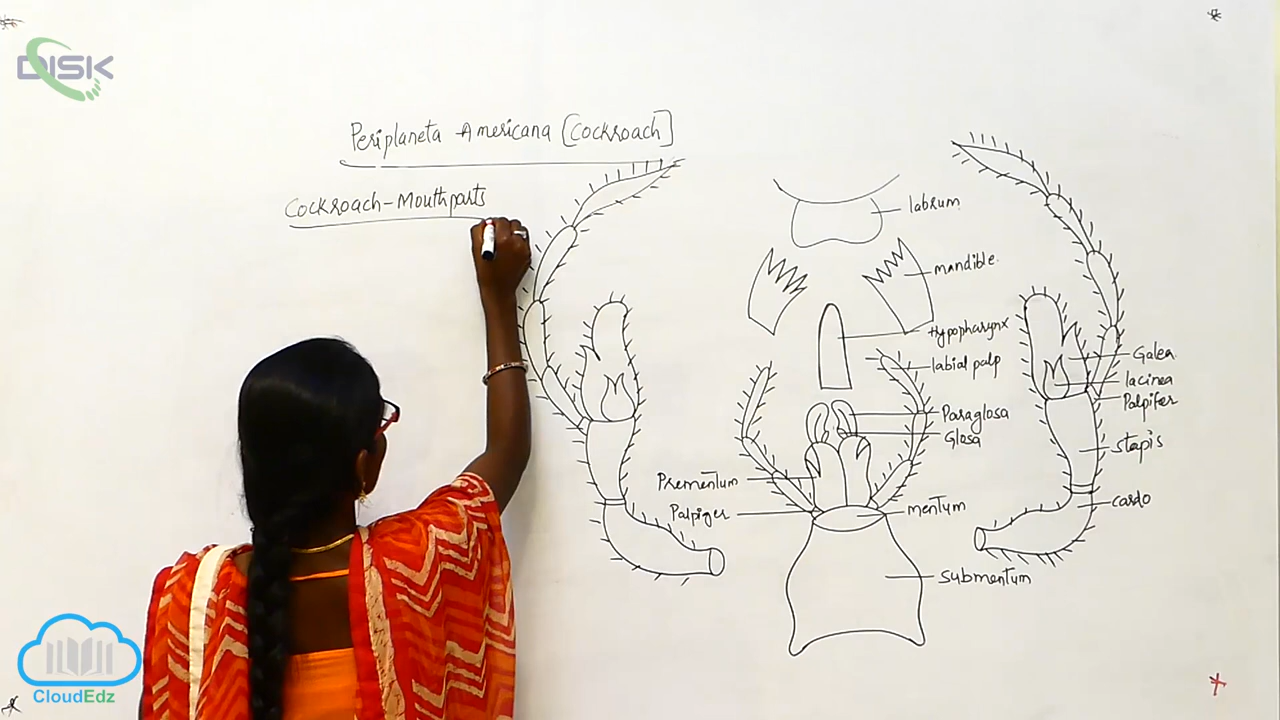 DISK
Periplaneta Americana [Cockroach]
Cockroach-Mouthparts
labrum
mandible
Hypopharynx
labial palp
Galea
lacinea
Palpifer
Paraglosa
Glosa
stapis
Prementum
Palpiger
mentum
cardo
Submentum
CloudEdz